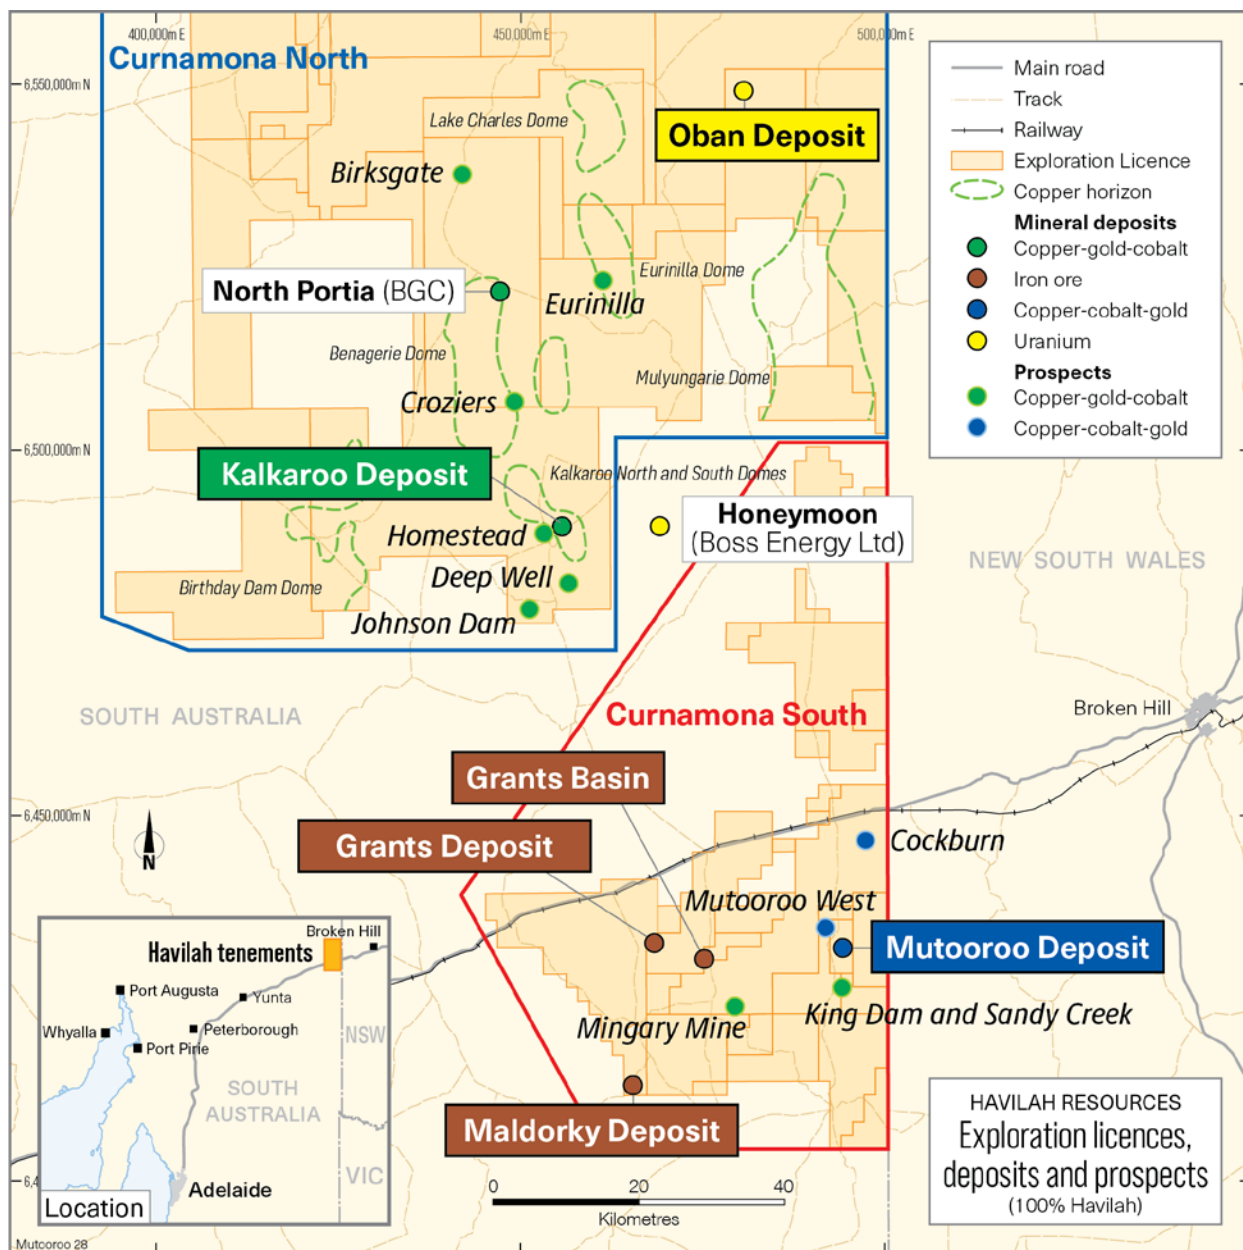 400,000m E
450,000m E
500,000m E
Curnamona North
6,550,000m N
Lake Charles Dome
Oban Deposit
Birksgate
Eurinilla Dome
North Portia (BGC)
Eurinilla
Benagerie Dome
Mulyungarie Dome
Croziers
6,500,000m N
Kalkaroo Deposit
Kalkaroo North and South Domes
Homestead
Honeymoon
(Boss Energy Ltd)
Deep Well
Birthday Dam Dome
Johnson Dam
Main road
Track
Railway
Exploration Licence
Copper horizon
Mineral deposits
Copper-gold-cobalt
Iron ore
Copper-cobalt-gold
Uranium
Prospects
Copper-gold-cobalt
Copper-cobalt-gold
NEW SOUTH WALES
SOUTH AUSTRALIA
Curnamona South
Broken Hill
Grants Basin
6,450,000m N
Grants Deposit
N
Cockburn
Mutooroo West
Mutooroo Deposit
Mingary Mine
King Dam and Sandy Creek
Maldorky Deposit
6,4
Broken Hill
Havilah tenements
Port Augusta
Yunta
Whyalla
Peterborough
Port Pirie
NSW
SOUTH
AUSTRALIA
VIC
Adelaide
Location
0 20 40
Kilometres
HAVILAH RESOURCES
Exploration licences,
deposits and prospects
(100% Havilah)
Mutooroo 28